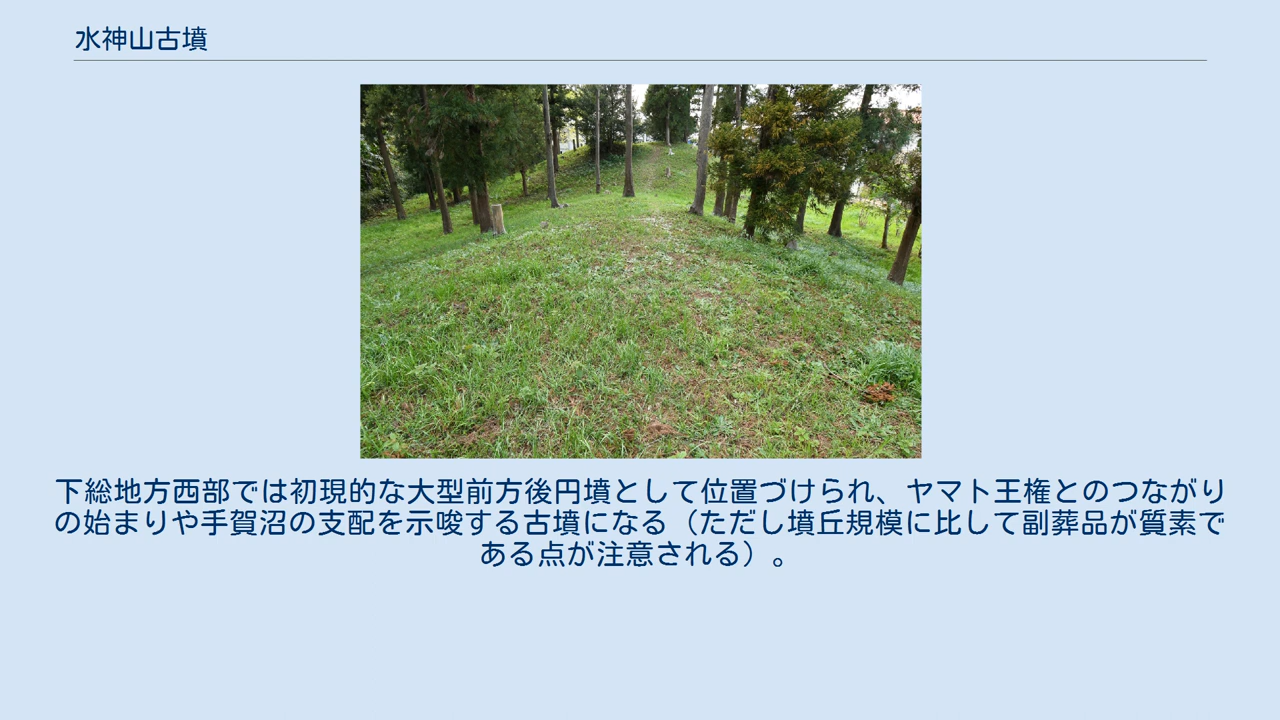 水神山古墳
下総地方西部では初現的な大型前方後円墳として位置づけられ、ヤマト王権とのつながり
の始まりや手賀沼の支配を示唆する古墳になる（ただし墳丘規模に比して副葬品が質素で
ある点が注意される）。